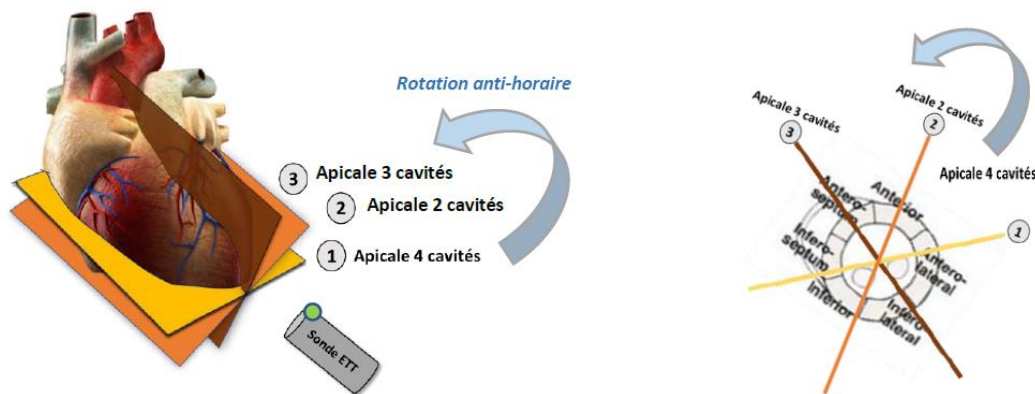 Rotation anti-horaire
3 Apicale 3 cavités
2 Apicale 2 cavités
1 Apicale 4 cavités
Sonde ETT
Apicale 3 cavités
3
Apicale 2 cavités
2
Apicale 4 cavités
1
Antero-
septum
Anterior
Antero-
lateral
Infero-
septum
Inferior
Infero-
lateral